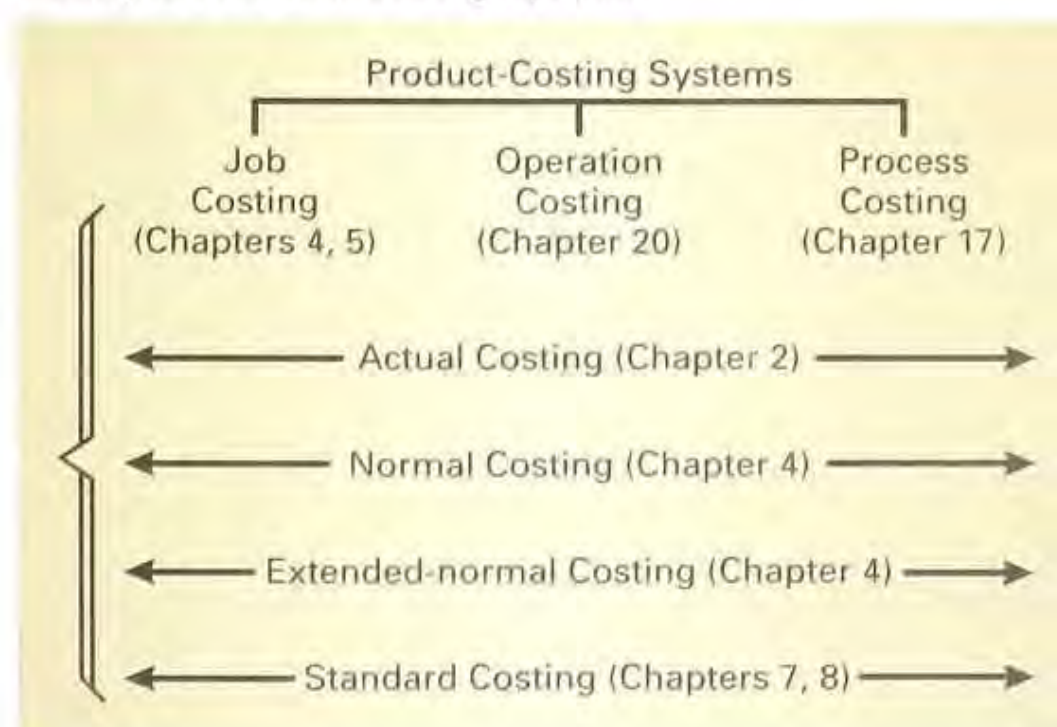 Product-Costing Systems
Job
Costing
(Chapters 4, 5)
Operation
Costing
(Chapter 20)
Process
Costing
(Chapter 17)
Actual Costing (Chapter 2)
Normal Costing (Chapter 4)
Extended-normal Costing (Chapter 4)
Standard Costing (Chapters 7, 8)